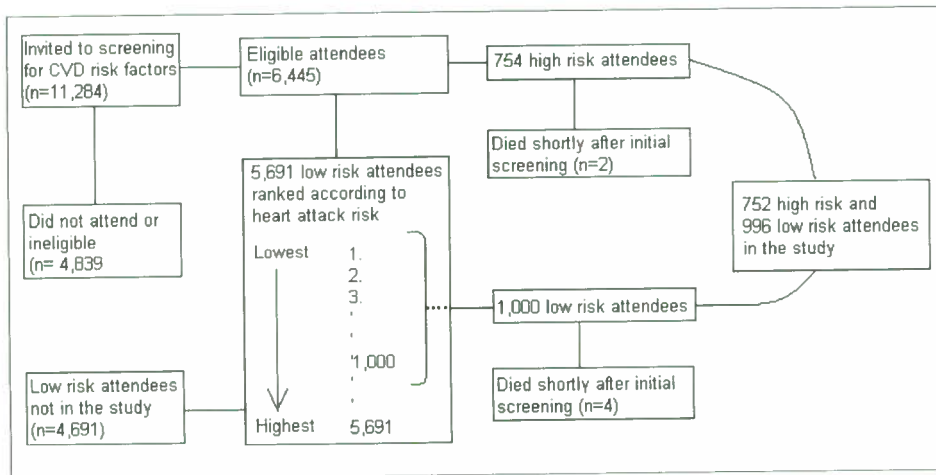 Invited to screening
for CVD risk factors
(n=11,284)
Eligible attendees
(n=6,445)
754 high risk attendees
Died shortly after initial
screening (n=2)
5,691 low risk attendees
ranked according to
heart attack risk
Lowest
1.
2.
3.
.
.
1,000
.
.
Highest
5,691
Did not attend or
ineligible
(n= 4,839
752 high risk and
996 low risk attendees
in the study
1,000 low risk attendees
Low risk attendees
not in the study
(n=4,691)
Died shortly after initial
screening (n=4)